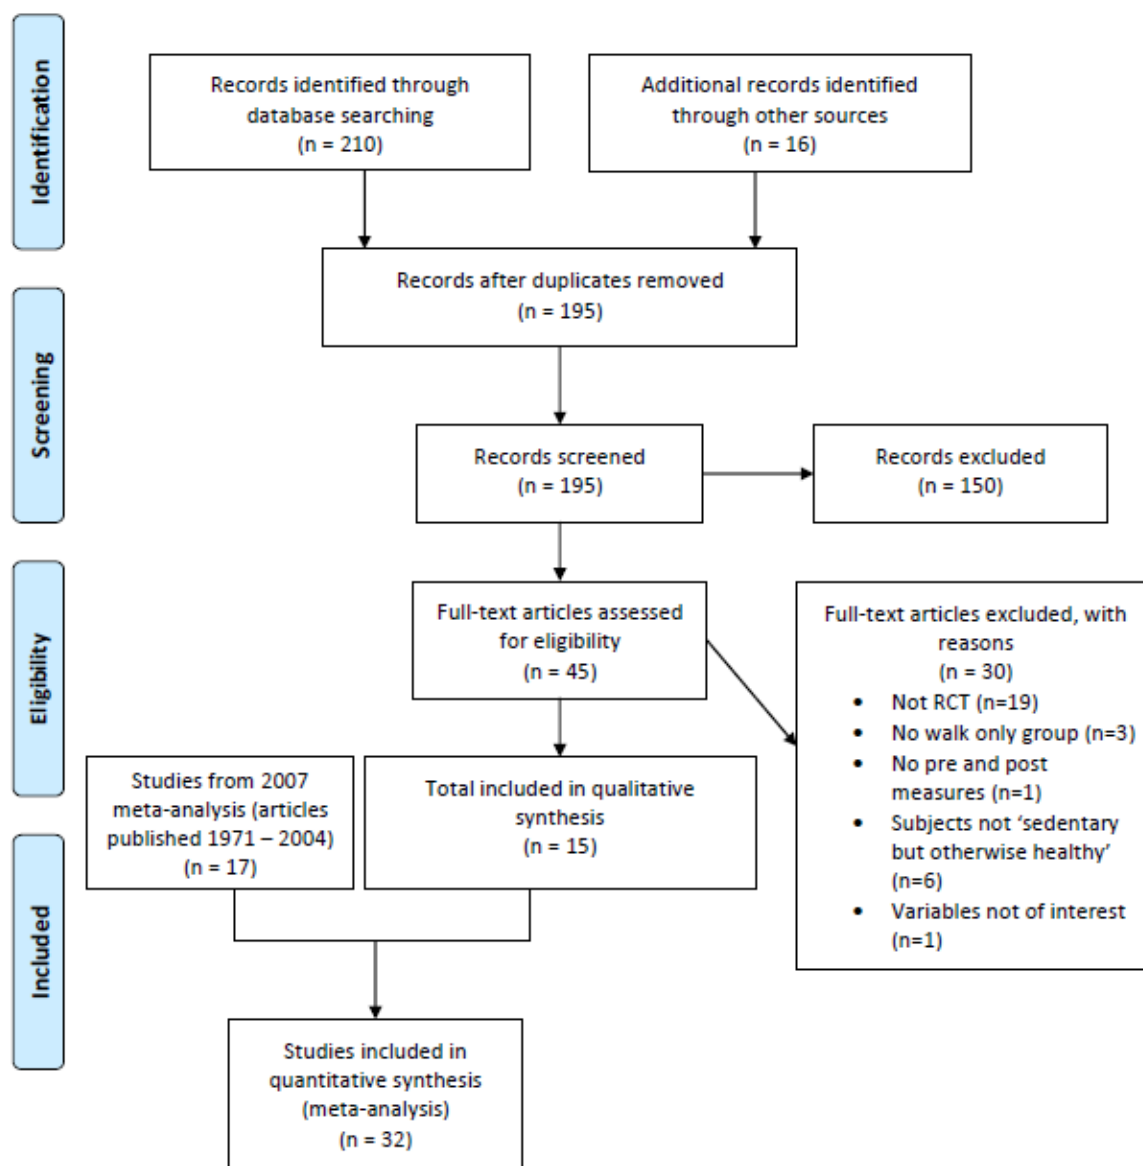 Identification
Records identified through
database searching
(n = 210)
Additional records identified
through other sources
(n = 16)
Records after duplicates removed
(n = 195)
Screening
Records screened
(n = 195)
Records excluded
(n = 150)
Eligibility
Full-text articles assessed
for eligibility
(n = 45)
Full-text articles excluded, with
reasons
(n = 30)
• Not RCT (n=19)
• No walk only group (n=3)
• No pre and post
measures (n=1)
• Subjects not ‘sedentary
but otherwise healthy’
(n=6)
• Variables not of interest
(n=1)
Studies from 2007
meta-analysis (articles
published 1971 – 2004)
(n = 17)
Total included in qualitative
synthesis
(n = 15)
Included
Studies included in
quantitative synthesis
(meta-analysis)
(n = 32)